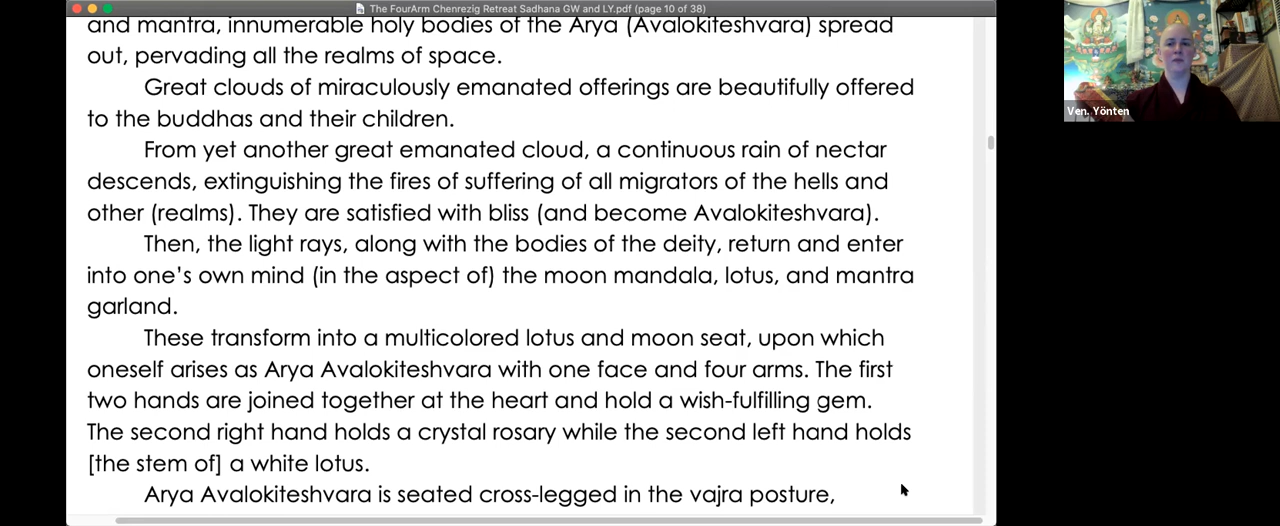 The FourArm Chenrezig Retreat Sadhana GW and LY.pdf (page 10 of 38)
and mantra, innumerable holy bodies of the Arya (Avalokiteshvara) spread
out, pervading all the realms of space.
Great clouds of miraculously emanated offerings are beautifully offered
to the buddhas and their children.
From yet another great emanated cloud, a continuous rain of nectar
descends, extinguishing the fires of suffering of all migrators of the hells and
other (realms). They are satisfied with bliss (and become Avalokiteshvara).
Then, the light rays, along with the bodies of the deity, return and enter
into one's own mind (in the aspect of) the moon mandala, lotus, and mantra
garland.
These transform into a multicolored lotus and moon seat, upon which
oneself arises as Arya Avalokiteshvara with one face and four arms. The first
two hands are joined together at the heart and hold a wish-fulfilling gem.
The second right hand holds a crystal rosary while the second left hand holds
[the stem of] a white lotus.
Arya Avalokiteshvara is seated cross-legged in the vajra posture,
Ven. Yönten